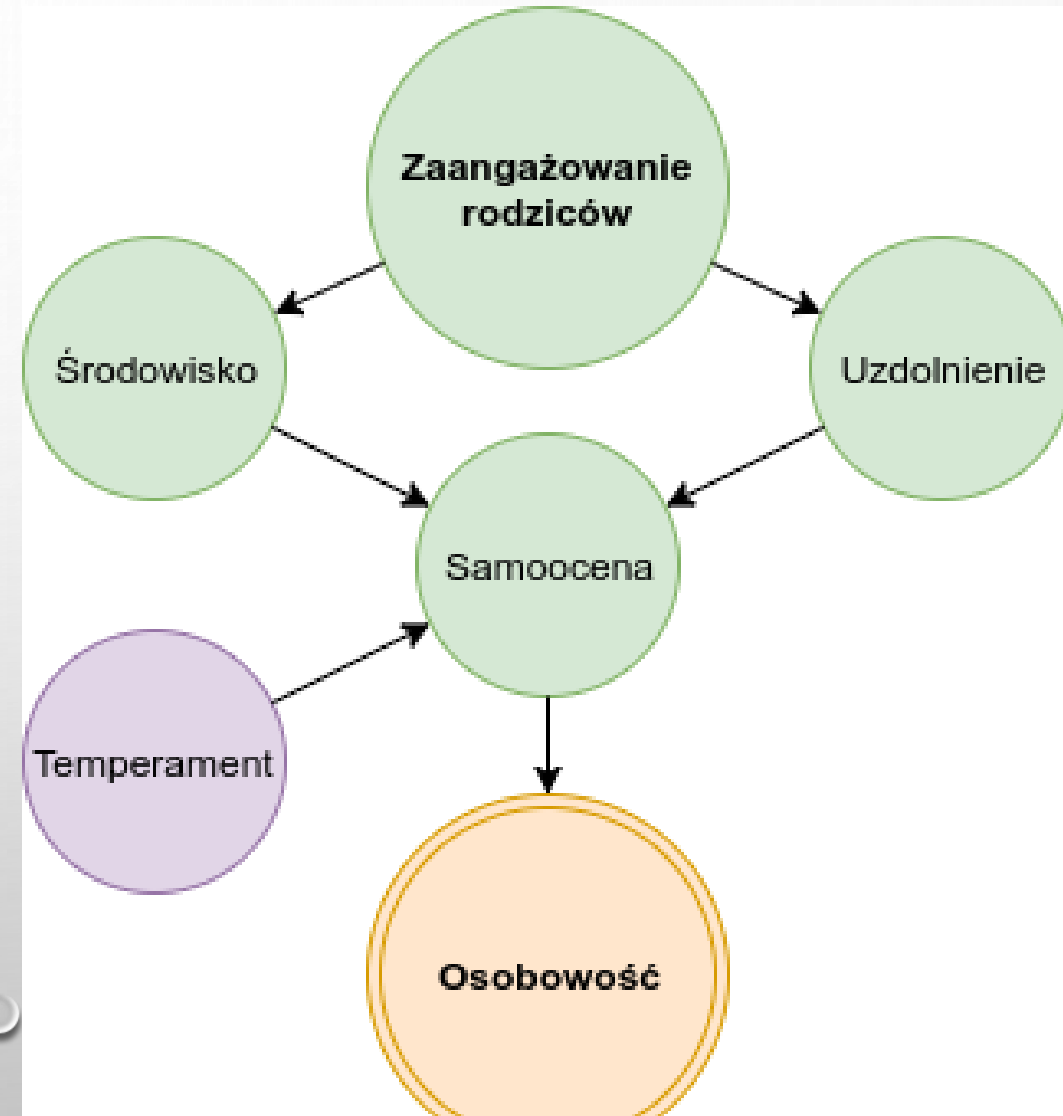 Zaangażowanie
rodziców
Środowisko
Uzdolnienie
Samoocena
Temperament
Osobowość